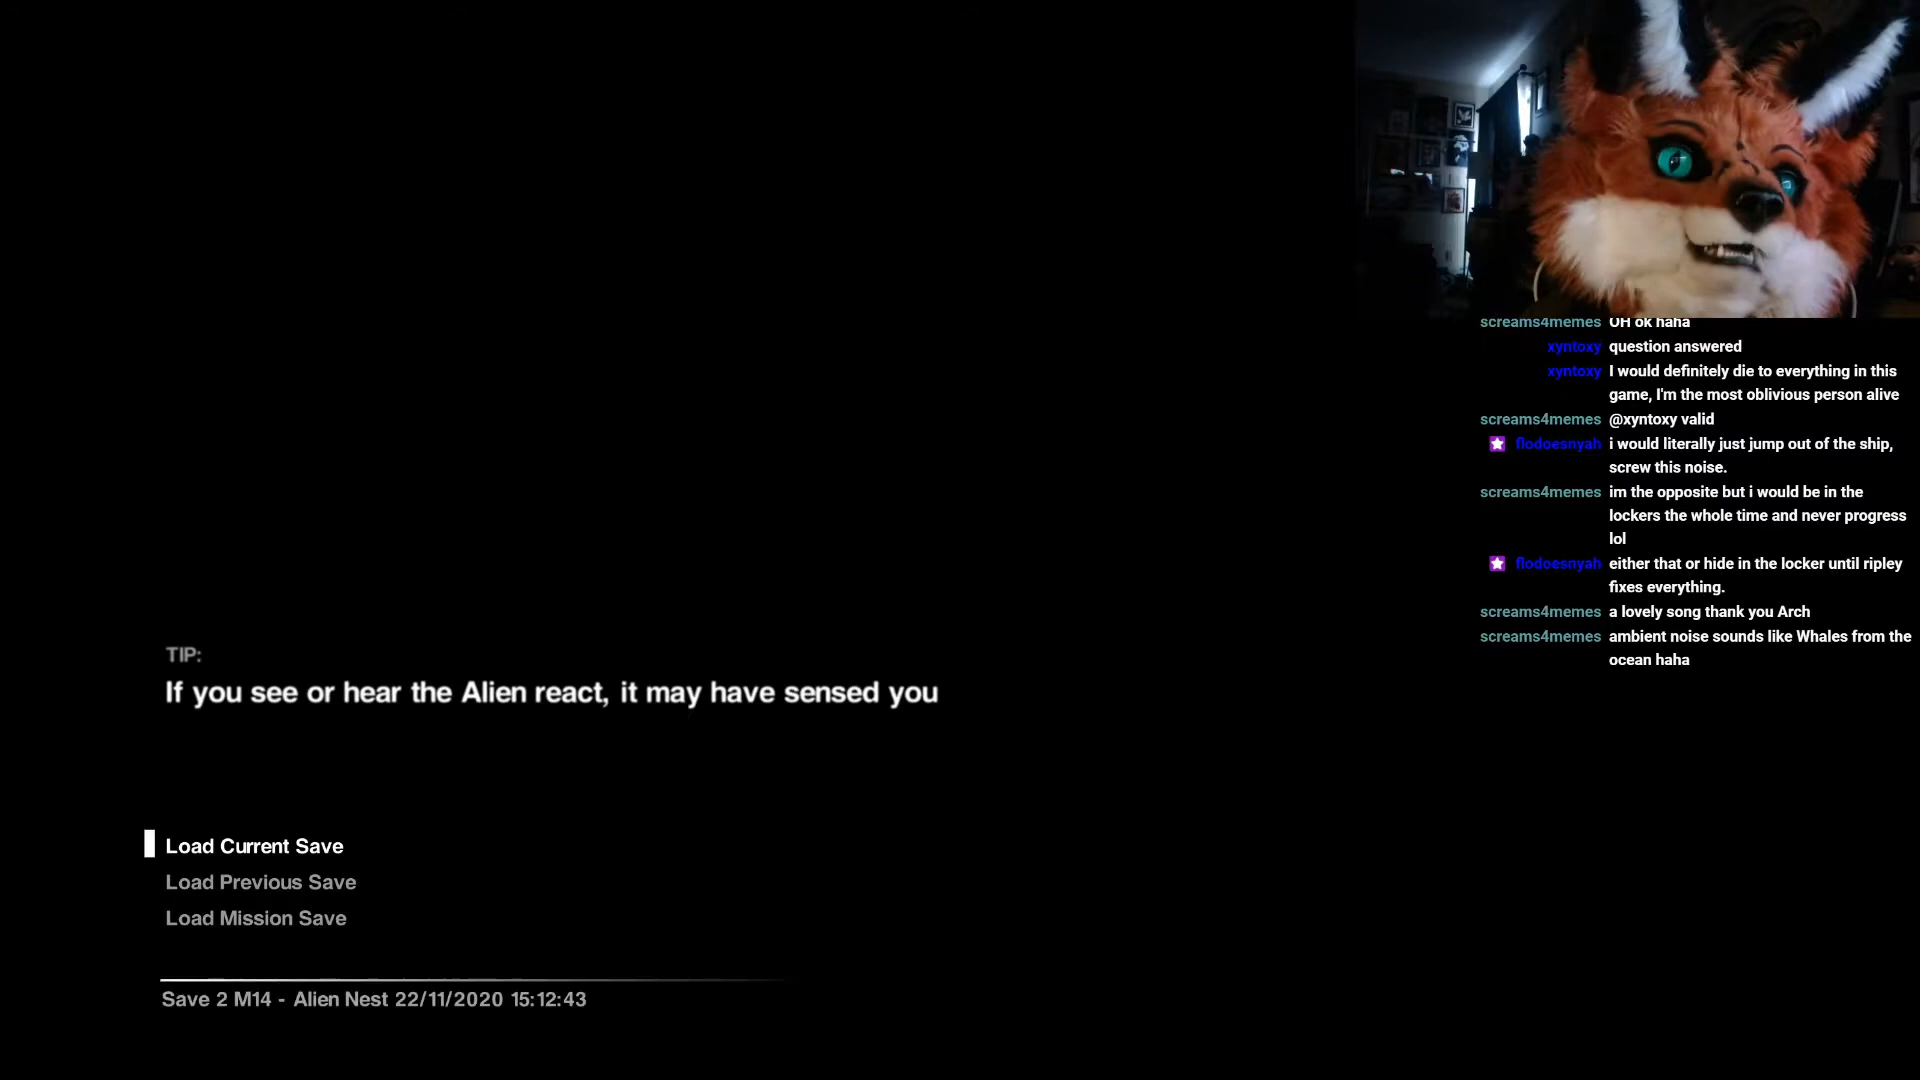 screams4memes OH ok haha
xyntoxy question answered
xyntoxy I would definitely die to everything in this
game, I'm the most oblivious person alive
screams4memes @xyntoxy valid
flodoesnyah i would literally just jump out of the ship,
screw this noise.
screams4memes im the opposite but i would be in the
lockers the whole time and never progress
lol
flodoesnyah either that or hide in the locker until ripley
fixes everything.
screams4memes a lovely song thank you Arch
screams4memes ambient noise sounds like Whales from the
ocean haha
TIP:
If you see or hear the Alien react, it may have sensed you
Load Current Save
Load Previous Save
Load Mission Save
Save 2 M14 - Alien Nest 22/11/2020 15:12:43